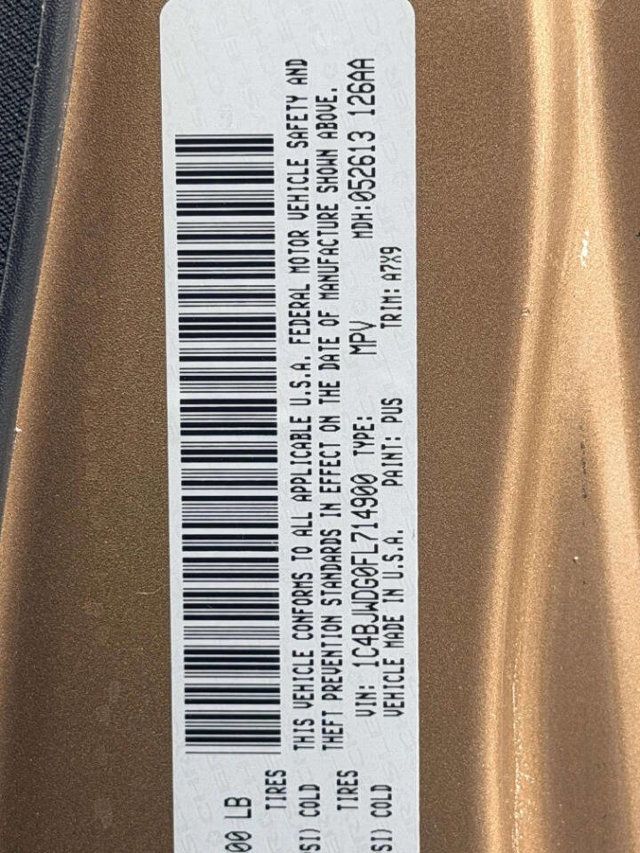 00 LB
TIRES
SI) COLD
TIRES
SI) COLD
THIS VEHICLE CONFORMS TO ALL APPLICABLE U.S.A. FEDERAL MOTOR VEHICLE SAFETY AND
THEFT PREVENTION STANDARDS IN EFFECT ON THE DATE OF MANUFACTURE SHOWN ABOVE.
VIN: 1C4BJWDG0FL714900 TYPE: MPV MDH:052613 126AA
VEHICLE MADE IN U.S.A. PAINT: PUS TRIM: A7X9